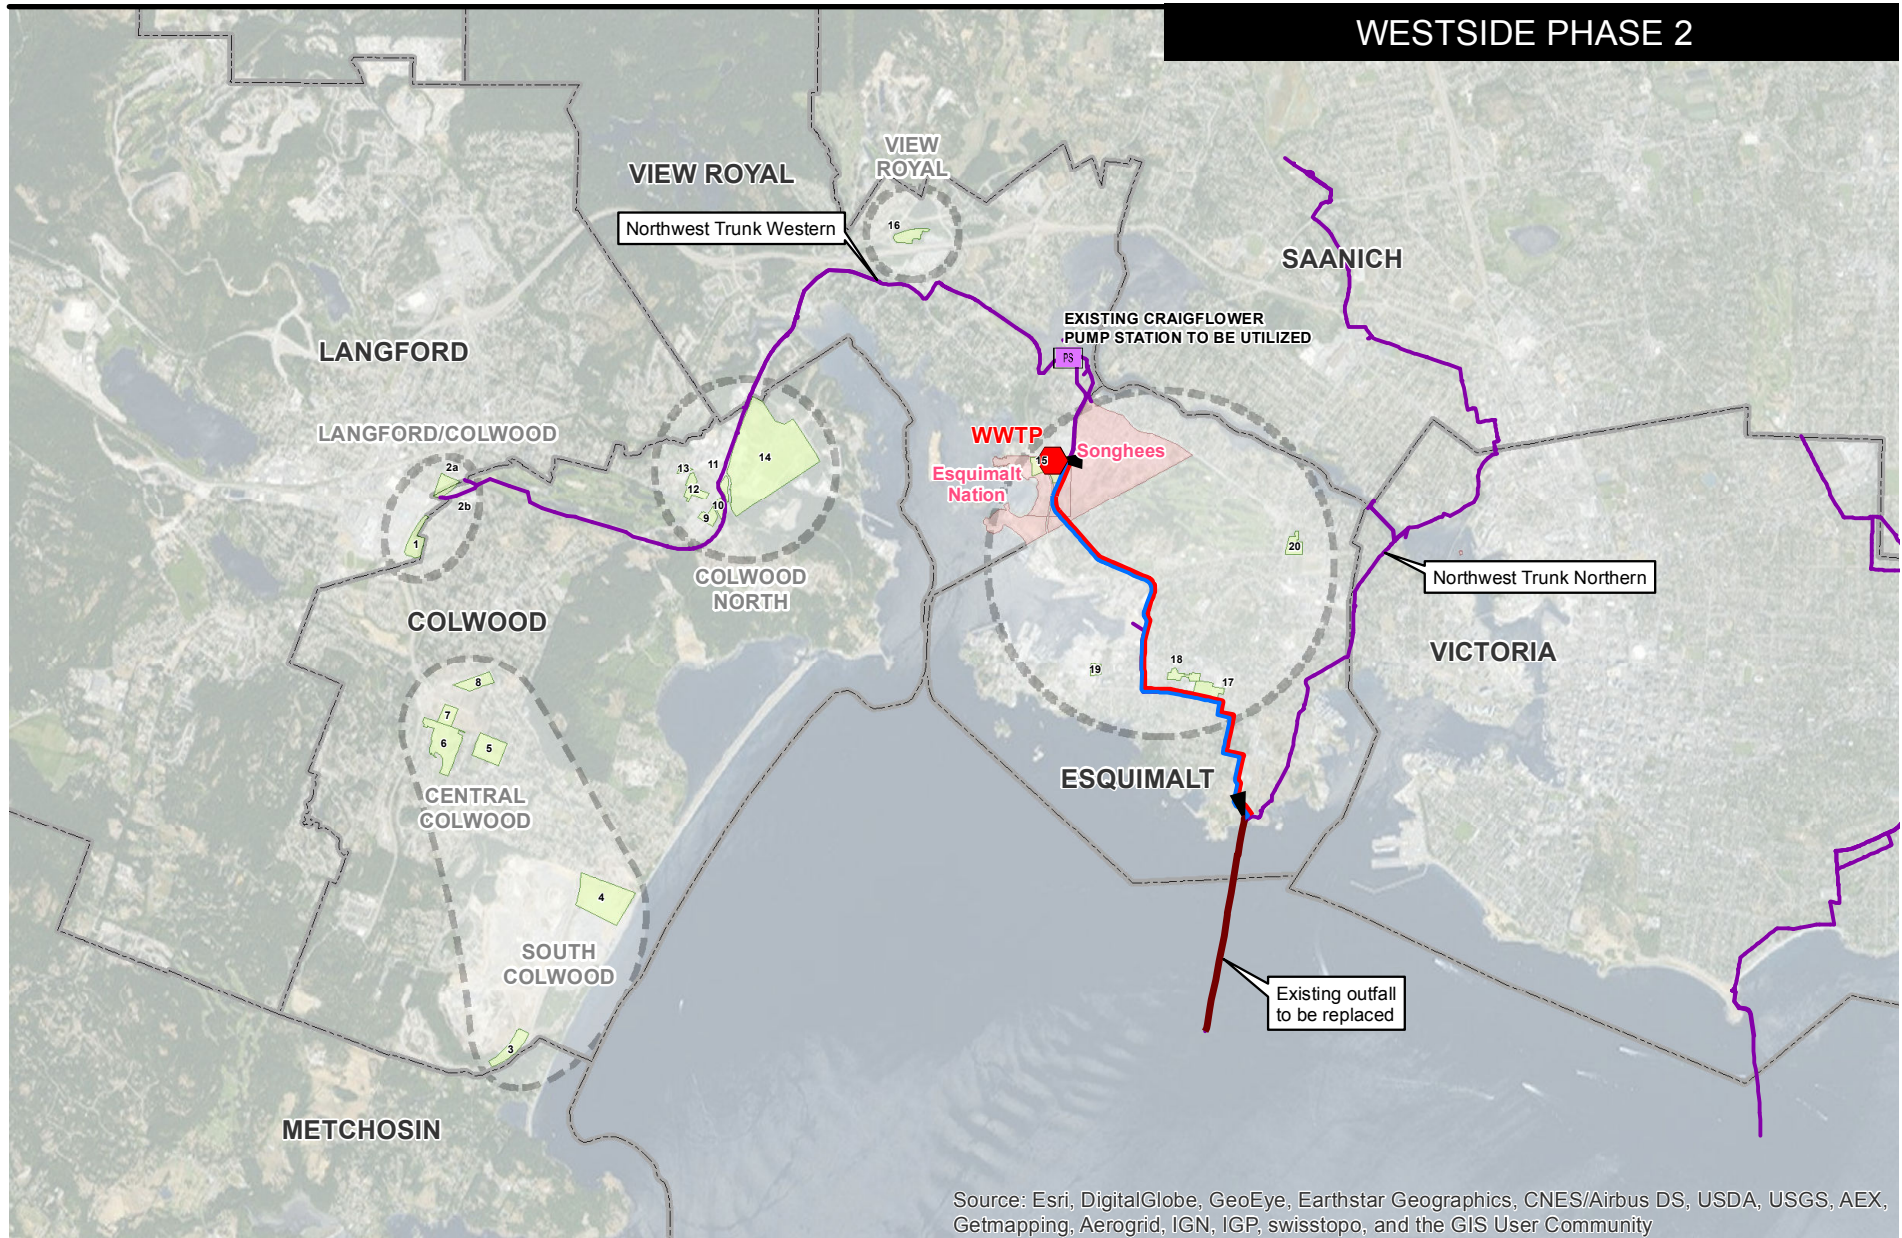 WESTSIDE PHASE 2
VIEW
ROYAL
VIEW ROYAL
16
Northwest Trunk Western
SAANICH
EXISTING CRAIGFLOWER
PUMP STATION TO BE UTILIZED
PS
LANGFORD
LANGFORD/COLWOOD
WWTP
Songhees
15
Esquimalt
Nation
2a
2b
1
13
11
14
12
10
9
20
COLWOOD
NORTH
Northwest Trunk Northern
COLWOOD
VICTORIA
19
18
17
8
7
6
5
CENTRAL
COLWOOD
ESQUIMALT
4
SOUTH
COLWOOD
Existing outfall
to be replaced
3
METCHOSIN
Source: Esri, DigitalGlobe, GeoEye, Earthstar Geographics, CNES/Airbus DS, USDA, USGS, AEX,
Getmapping, Aerogrid, IGN, IGP, swisstopo, and the GIS User Community